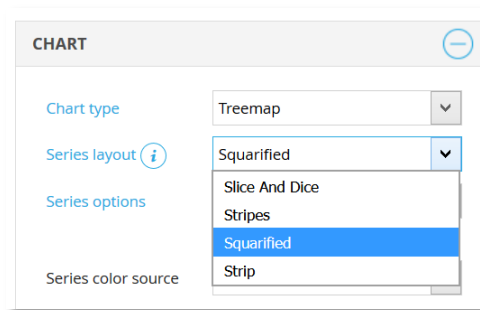 CHART
Chart type Treemap
Series layout i Squarified
Slice And Dice
Series options
Stripes
Squarified
Strip
Series color source